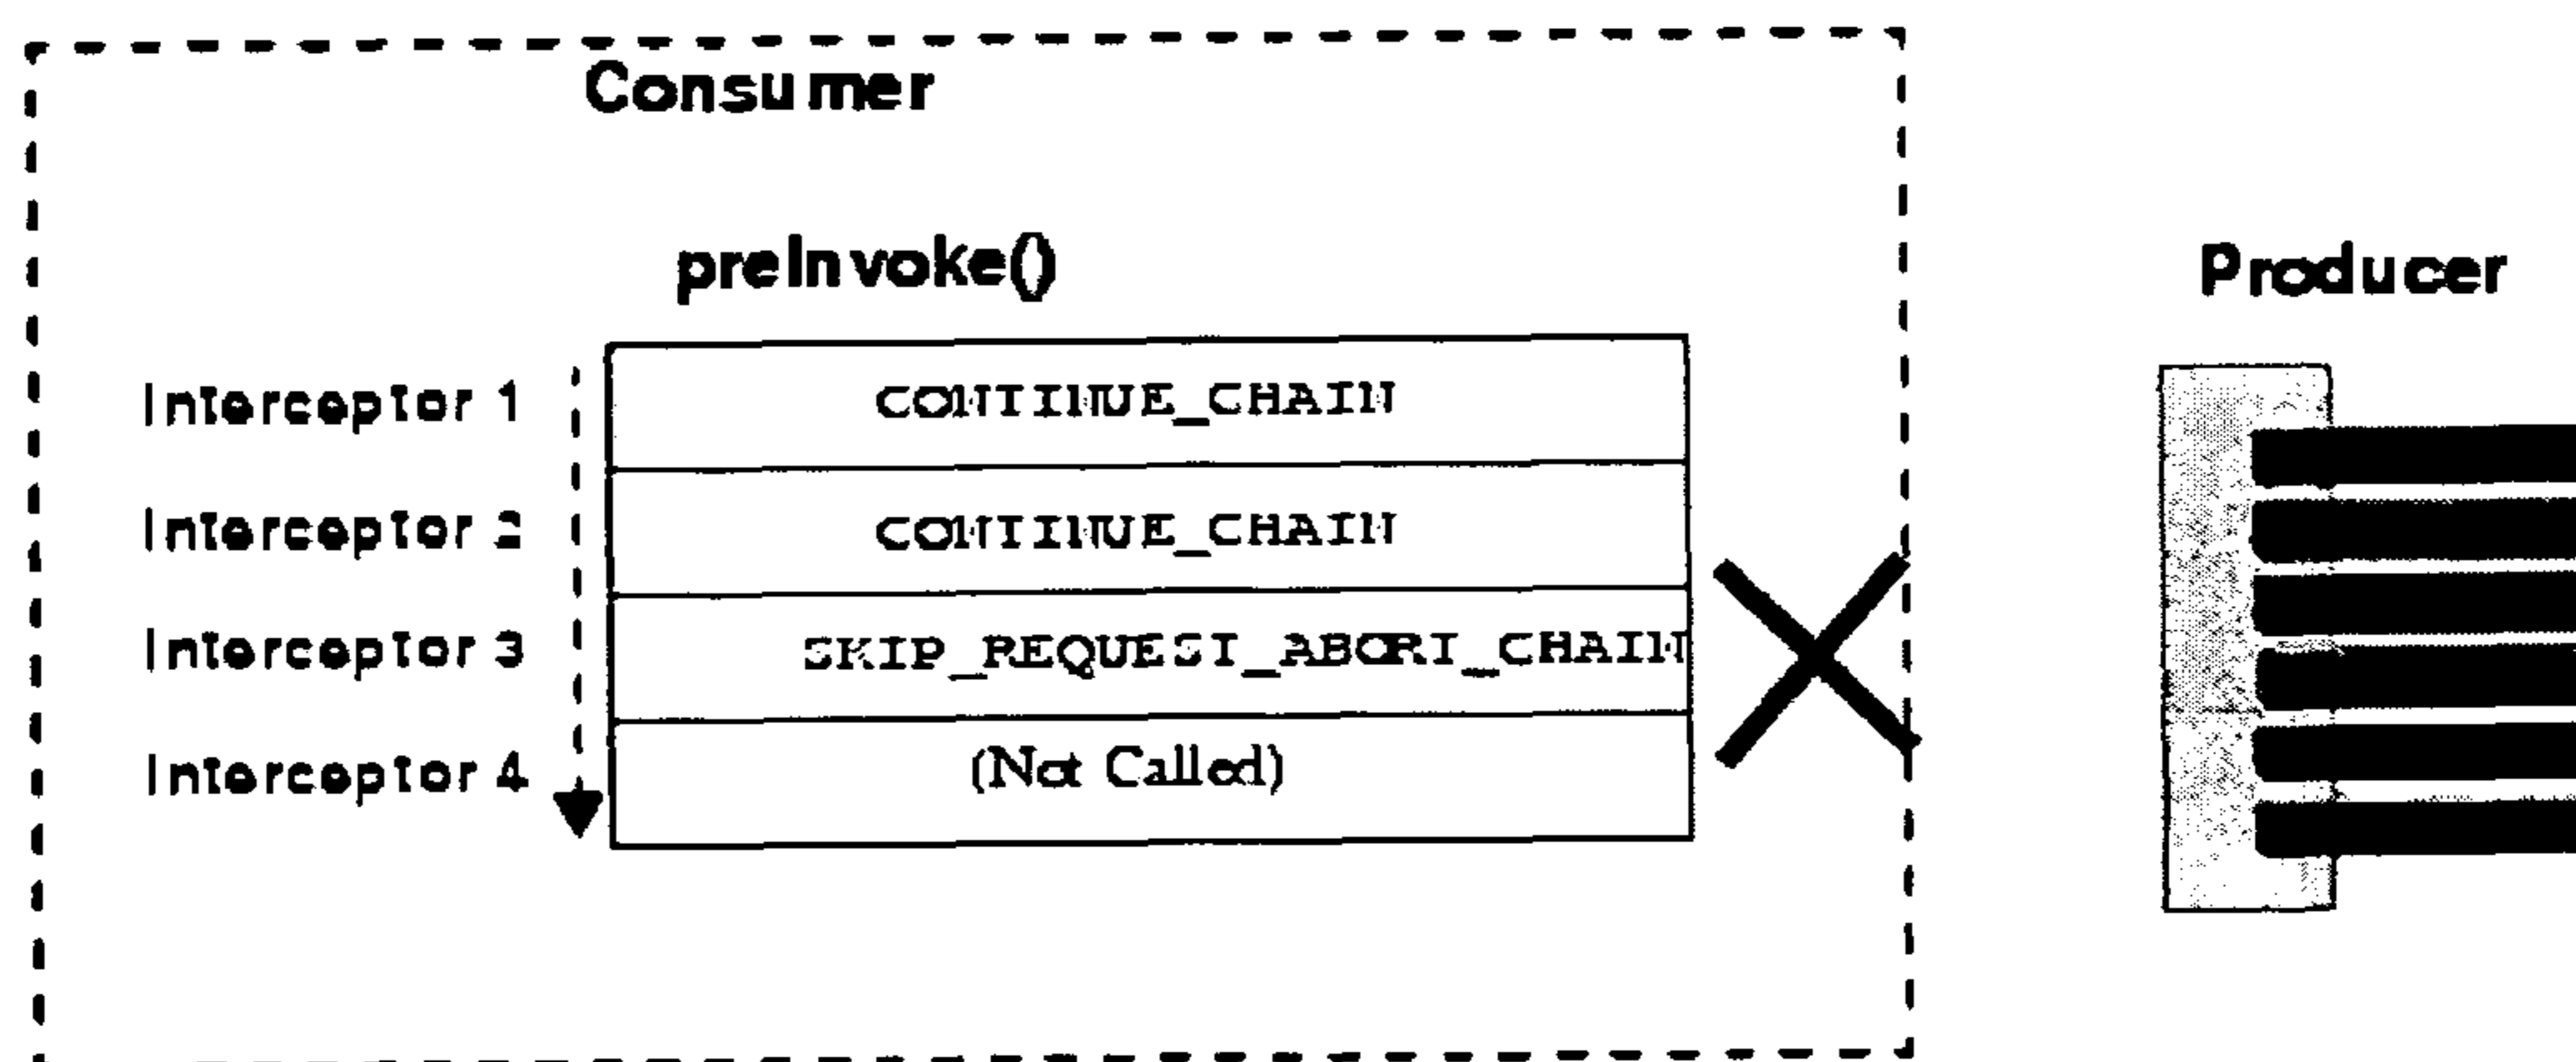 Consumer
preInvoke()
Producer
Interceptor 1
CONTINUE_CHAIN
Interceptor 2
CONTINUE_CHAIN
Interceptor 3
SKIP_REQUEST_ABORT_CHAIN
Interceptor 4
(Not Called)